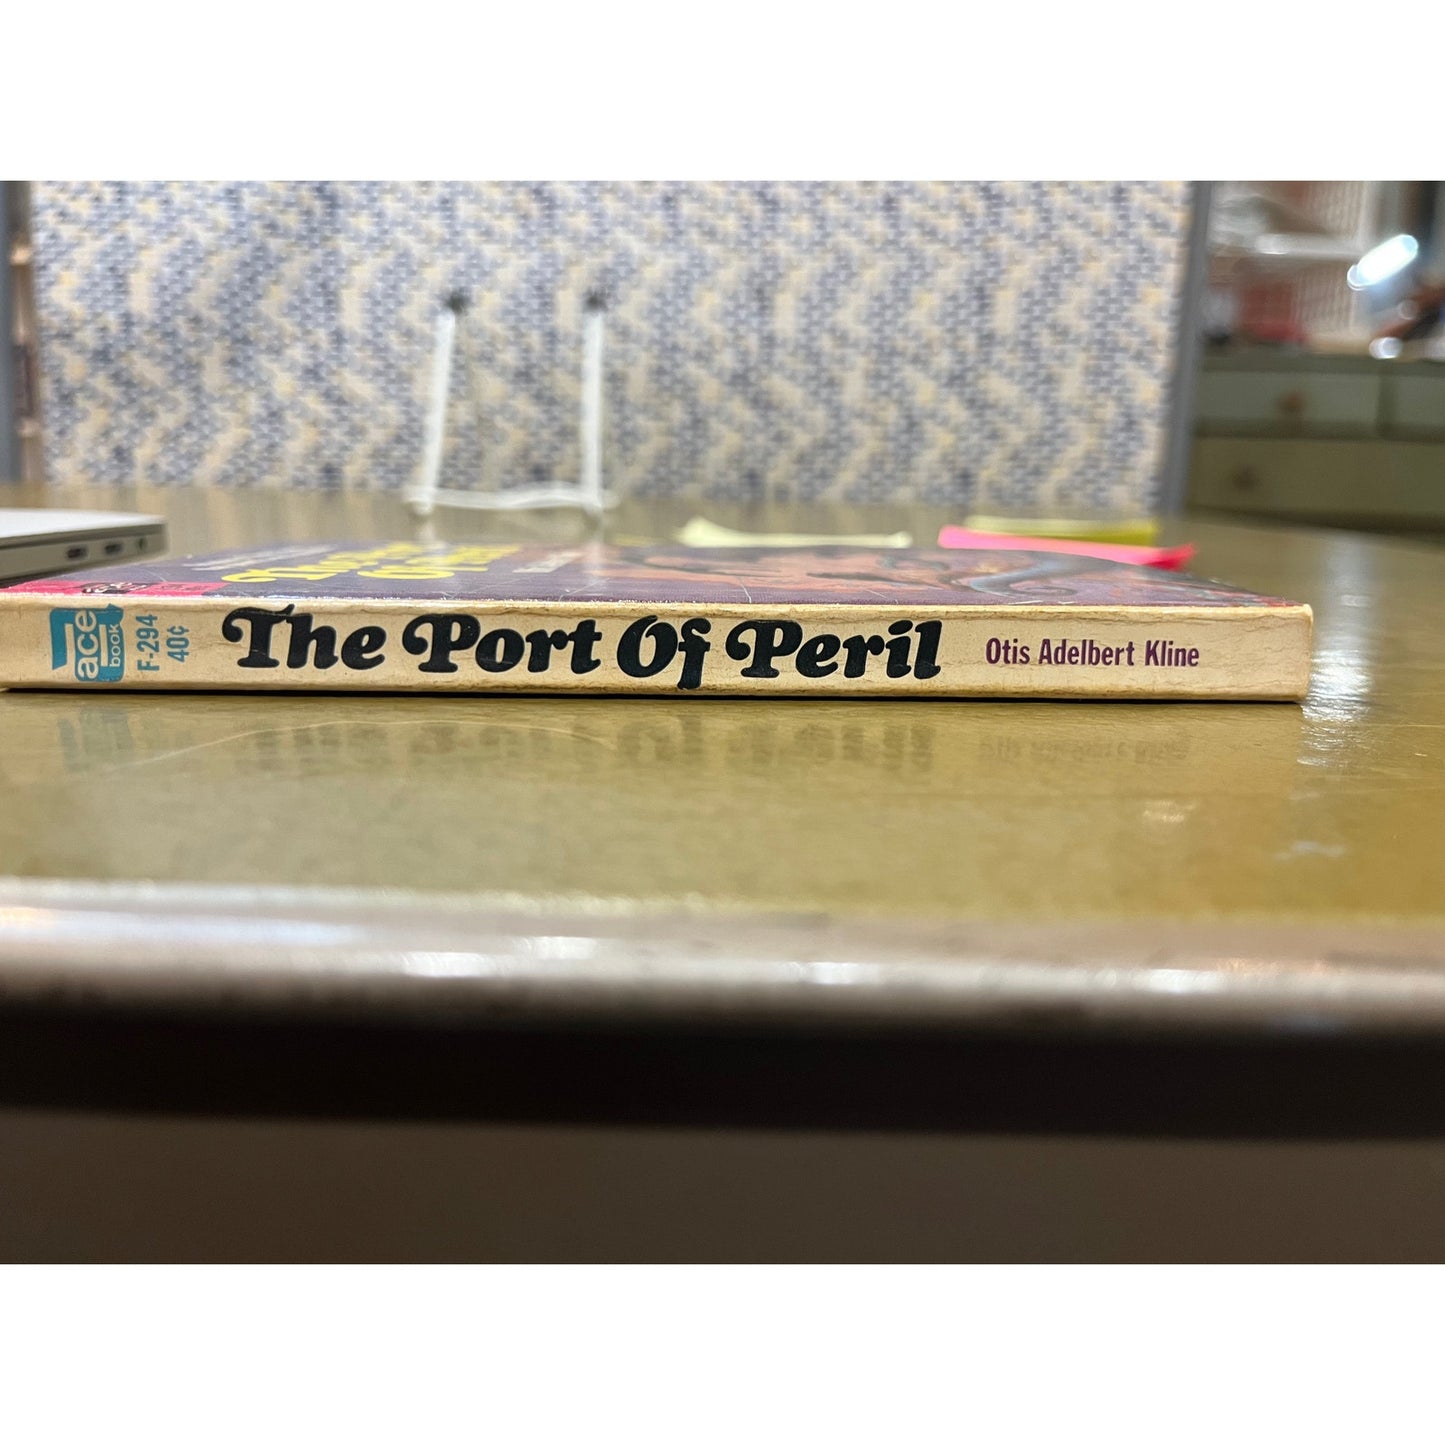 ace
book
F-294
40¢
The Port Of Peril
Otis Adelbert Kline